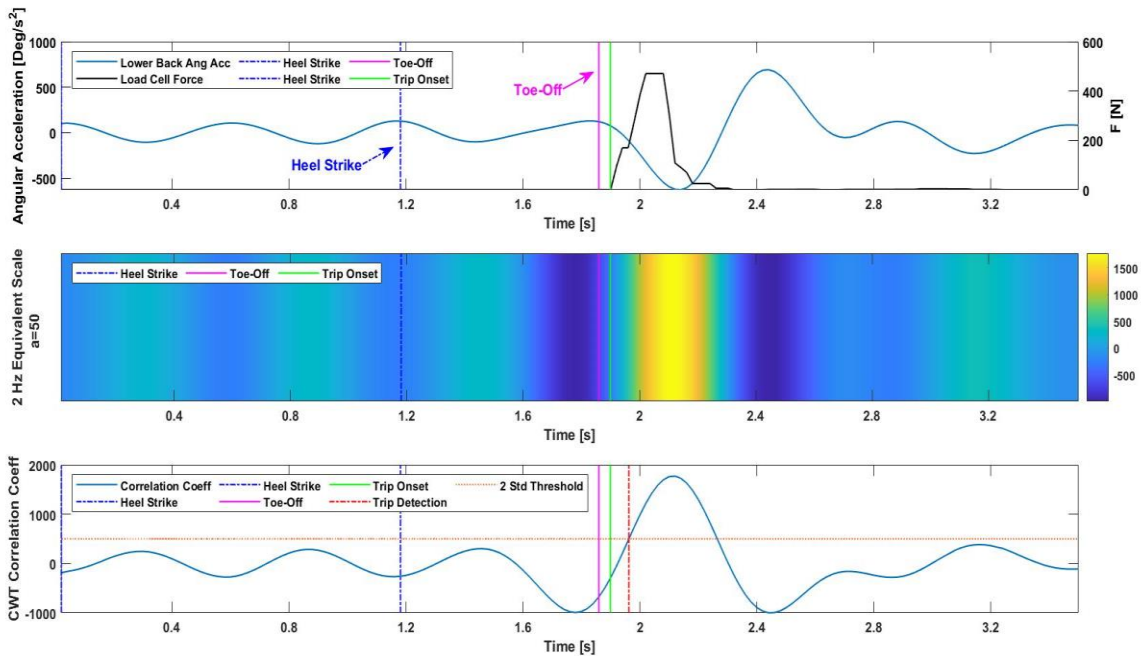 Angular Acceleration [Deg/s²]
1000
500
0
-500
Lower Back Ang Acc
Heel Strike
Toe-Off
Load Cell Force
Heel Strike
Trip Onset
Toe-Off
Heel Strike
600
400
200
0
F [N]
0.4
0.8
1.2
1.6
2
2.4
2.8
3.2
Time [s]
2 Hz Equivalent Scale
a=50
Heel Strike
Toe-Off
Trip Onset
1500
1000
500
0
-500
0.4
0.8
1.2
1.6
2
2.4
2.8
3.2
Time [s]
CWT Correlation Coeff
2000
1000
0
-1000
Correlation Coeff
Heel Strike
Trip Onset
2 Std Threshold
Heel Strike
Toe-Off
Trip Detection
0.4
0.8
1.2
1.6
2
2.4
2.8
3.2
Time [s]